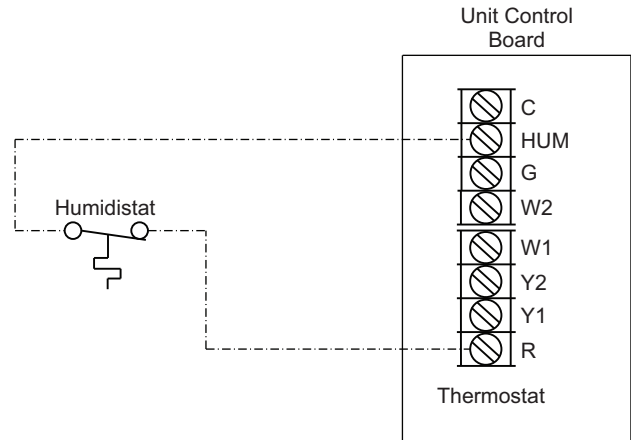 Unit Control
Board
C
HUM
G
W2
Humidistat
W1
Y2
Y1
R
Thermostat